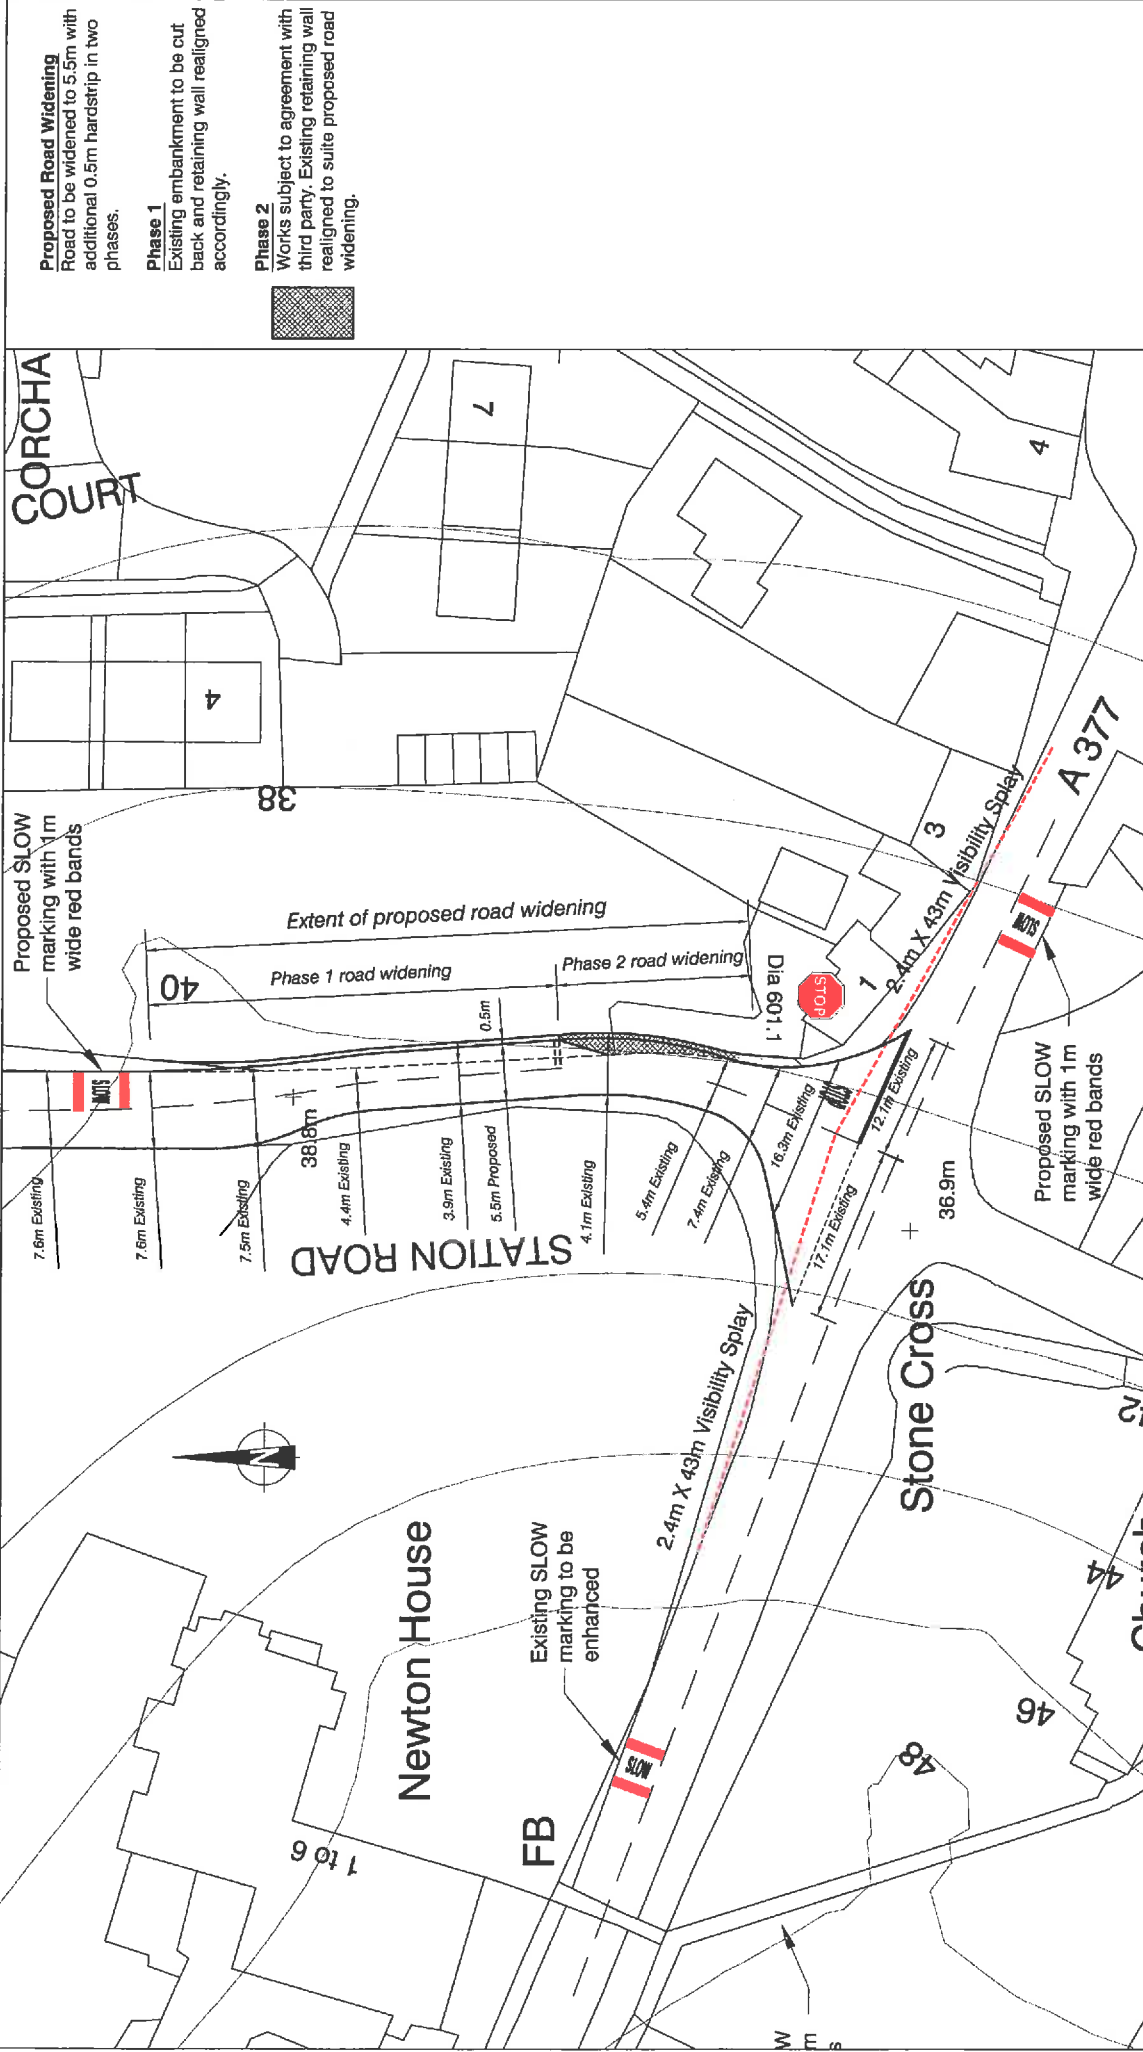 Proposed Road Widening
Road to be widened to 5.5m with
additional 0.5m hardstrip in two
phases.
Phase 1
Existing embankment to be cut
back and retaining wall realigned
accordingly.
Phase 2
Works subject to agreement with
third party. Existing retaining wall
realigned to suite proposed road
widening.
CORCHA
COURT
7
4
4
38
Proposed SLOW
marking with 1m
wide red bands
Extent of proposed road widening
Phase 1 road widening
Phase 2 road widening
40
0.5m
Dia 601.1
STOP
1
3
2.4m X 43m Visibility Splay
A 377
SLOW
SLOW
Proposed SLOW
marking with 1m
wide red bands
38.8m
7.6m Existing
7.6m Existing
7.5m Existing
4.4m Existing
3.9m Existing
5.5m Proposed
4.1m Existing
5.4m Existing
7.4m Existing
16.3m Existing
12.1m Existing
17.1m Existing
36.9m
STATION ROAD
N
2.4m X 43m Visibility Splay
Stone Cross
Newton House
Existing SLOW
marking to be
enhanced
SLOW
FB
1 to 6
44
46
48
W
m
s